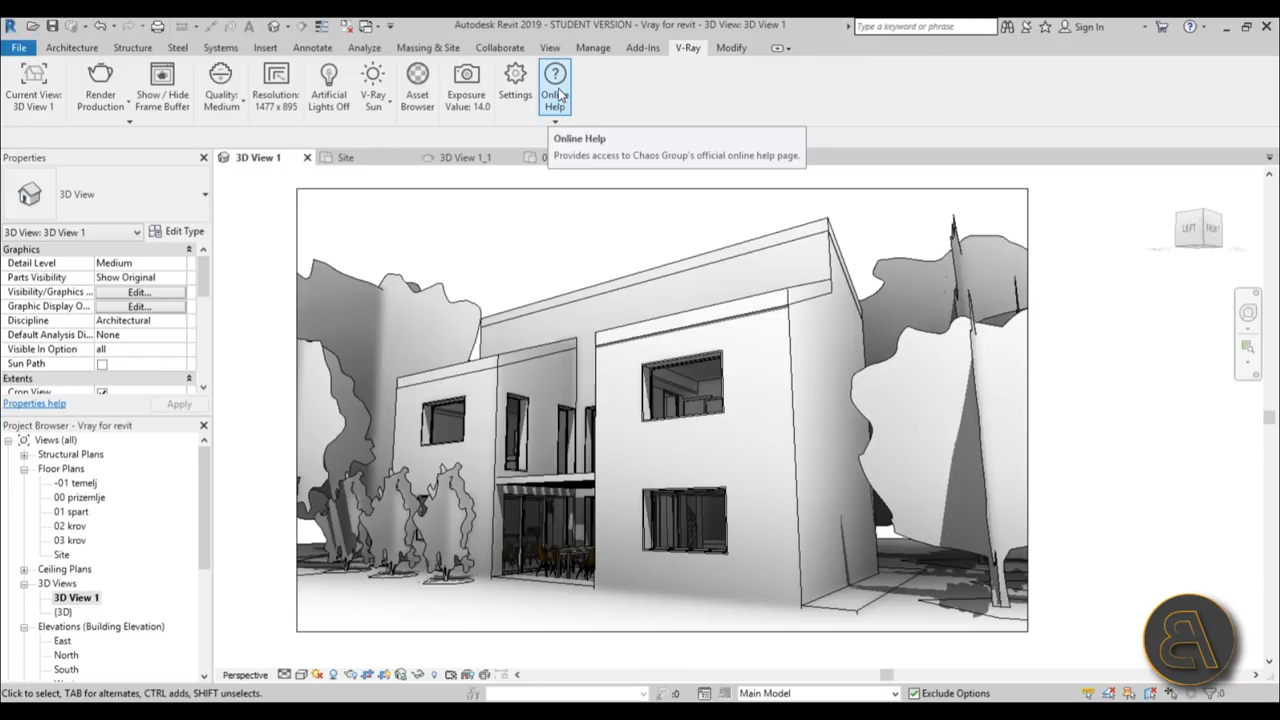 Autodesk Revit 2019 - STUDENT VERSION - Vray for revit - 3D View: 3D View 1
Type a keyword or phrase
Sign In
File Architecture Structure Steel Systems Insert Annotate Analyze Massing & Site Collaborate View Manage Add-Ins V-Ray Modify
Current View:
3D View 1
Render
Production
Show / Hide
Frame Buffer
Quality:
Medium
Resolution:
1477 x 895
Artificial
Lights Off
V-Ray
Sun
Asset
Browser
Exposure
Value: 14.0
Settings
Online
Help
Online Help
Provides access to Chaos Group's official online help page.
Properties
3D View 1
Site
3D View 1_1
3D View
3D View: 3D View 1
Edit Type
LEFT
FRONT
Graphics
Detail Level Medium
Parts Visibility Show Original
Visibility/Graphics ... Edit...
Graphic Display O... Edit...
Discipline Architectural
Default Analysis Di... None
Visible In Option all
Sun Path
Extents
Crop View
Properties help
Apply
Project Browser - Vray for revit
Views (all)
Structural Plans
Floor Plans
-01 temelj
00 prizemlje
01 sprat
02 krov
03 krov
Site
Ceiling Plans
3D Views
3D View 1
(3D)
Elevations (Building Elevation)
East
North
South
Perspective
Click to select, TAB for alternates, CTRL adds, SHIFT unselects.
:0
Main Model
Exclude Options
:0